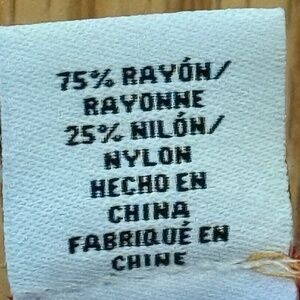 75% RAYÓN/
RAYONNE
25% NILÓN/
NYLON
HECHO EN
CHINA
FABRIQUÉ EN
CHINE